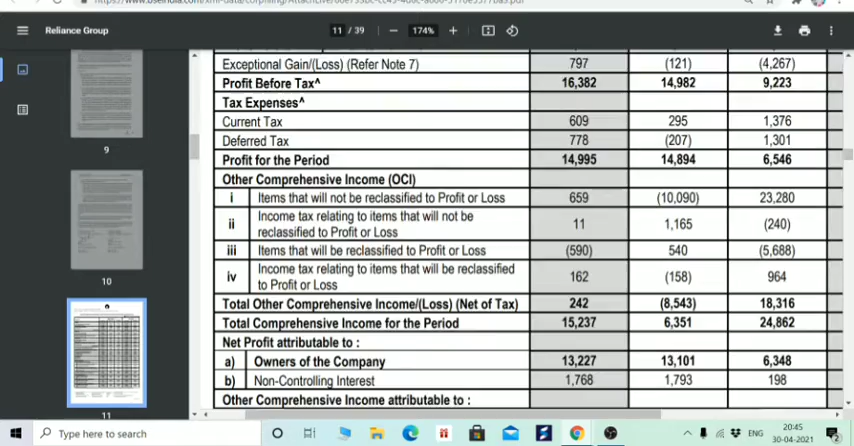 Reliance Group
11 / 39
174%
Exceptional Gain/(Loss) (Refer Note 7) 797 (121) (4,267)
Profit Before Tax^ 16,382 14,982 9,223
Tax Expenses^
Current Tax 609 295 1,376
Deferred Tax 778 (207) 1,301
Profit for the Period 14,995 14,894 6,546
Other Comprehensive Income (OCI)
i Items that will not be reclassified to Profit or Loss 659 (10,090) 23,280
ii Income tax relating to items that will not be
reclassified to Profit or Loss 11 1,165 (240)
iii Items that will be reclassified to Profit or Loss (590) 540 (5,688)
iv Income tax relating to items that will be reclassified
to Profit or Loss 162 (158) 964
Total Other Comprehensive Income/(Loss) (Net of Tax) 242 (8,543) 18,316
Total Comprehensive Income for the Period 15,237 6,351 24,862
Net Profit attributable to :
a) Owners of the Company 13,227 13,101 6,348
b) Non-Controlling Interest 1,768 1,793 198
Other Comprehensive Income attributable to :
9
10
11
Type here to search
ENG
20:45
30-04-2021
2